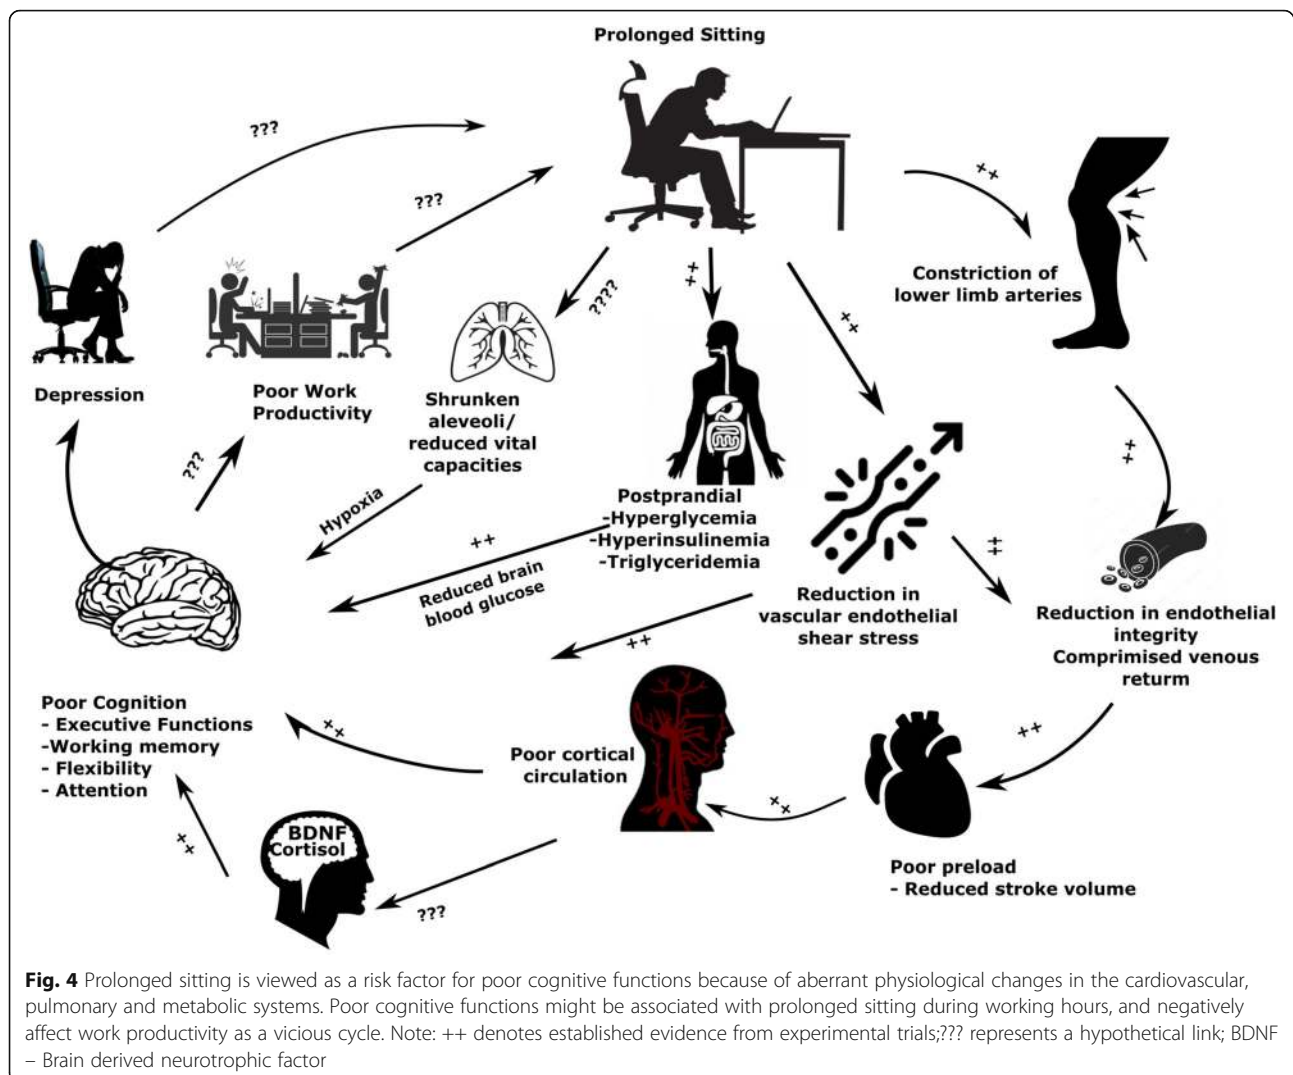 Prolonged Sitting
???
++
???
Constriction of
lower limb arteries
????
++
++
Depression
Poor Work
Productivity
Shrunken
aleveoli/
reduced vital
capacities
++
???
Hypoxia
Postprandial
-Hyperglycemia
-Hyperinsulinemia
-Triglyceridemia
++
Reduced brain
blood glucose
++
Reduction in
vascular endothelial
shear stress
Reduction in endothelial
integrity
Comprimised venous
returm
++
Poor Cognition
- Executive Functions
-Working memory
- Flexibility
- Attention
++
Poor cortical
circulation
++
++
Poor preload
- Reduced stroke volume
++
BDNF
Cortisol
???
Fig. 4 Prolonged sitting is viewed as a risk factor for poor cognitive functions because of aberrant physiological changes in the cardiovascular,
pulmonary and metabolic systems. Poor cognitive functions might be associated with prolonged sitting during working hours, and negatively
affect work productivity as a vicious cycle. Note: ++ denotes established evidence from experimental trials;??? represents a hypothetical link; BDNF
– Brain derived neurotrophic factor